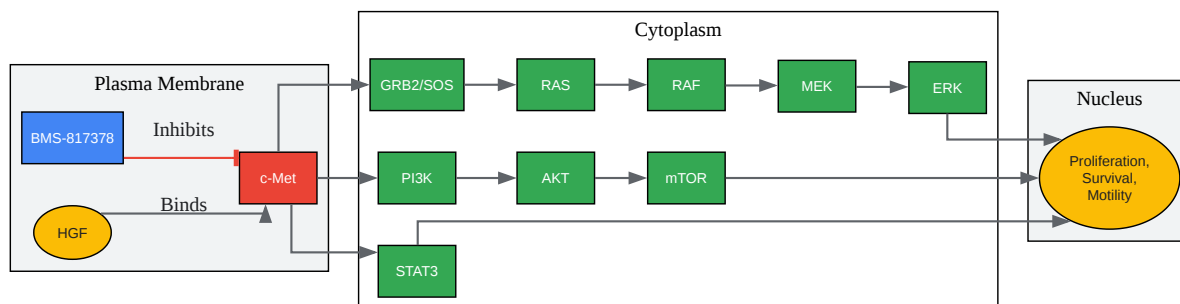 Plasma Membrane
BMS-817378
Inhibits
c-Met
Binds
HGF
Cytoplasm
GRB2/SOS
RAS
RAF
MEK
ERK
PI3K
AKT
mTOR
STAT3
Nucleus
Proliferation,
Survival,
Motility